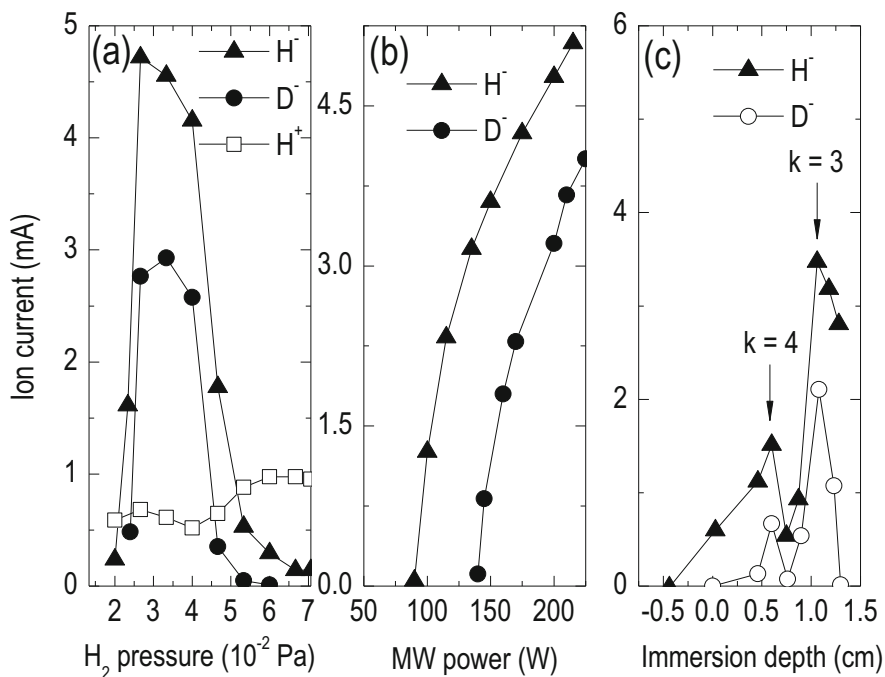 (a)
H⁻
D⁻
H⁺
5
4
3
2
1
0
2 3 4 5 6 7
H₂ pressure (10⁻² Pa)
Ion current (mA)
(b)
H⁻
D⁻
4.5
3.0
1.5
0.0
50 100 150 200
MW power (W)
(c)
H⁻
D⁻
k = 3
k = 4
6
4
2
0
-0.5 0.0 0.5 1.0 1.5
Immersion depth (cm)